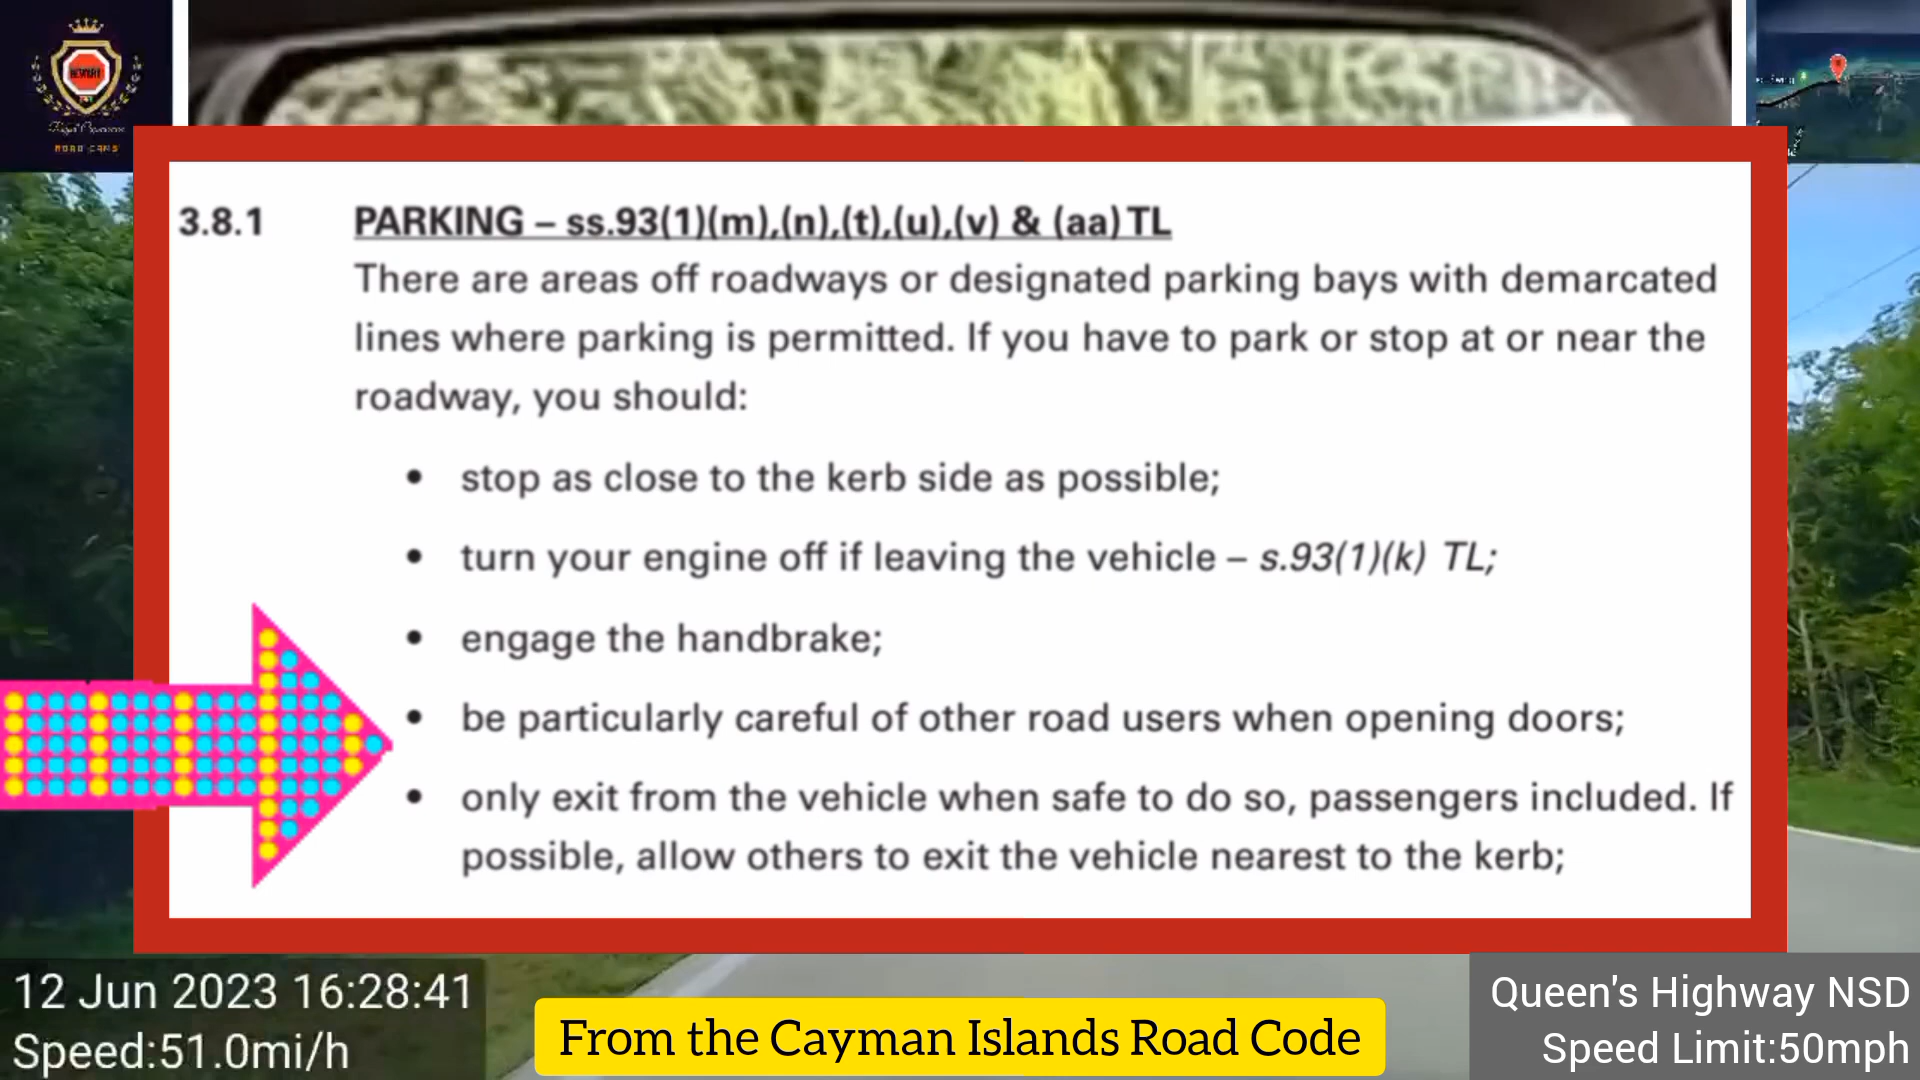 3.8.1 PARKING – ss.93(1)(m),(n),(t),(u),(v) & (aa) TL
There are areas off roadways or designated parking bays with demarcated
lines where parking is permitted. If you have to park or stop at or near the
roadway, you should:
• stop as close to the kerb side as possible;
• turn your engine off if leaving the vehicle – s.93(1)(k) TL;
• engage the handbrake;
• be particularly careful of other road users when opening doors;
• only exit from the vehicle when safe to do so, passengers included. If
possible, allow others to exit the vehicle nearest to the kerb;
12 Jun 2023 16:28:41
Speed:51.0mi/h
From the Cayman Islands Road Code
Queen's Highway NSD
Speed Limit:50mph